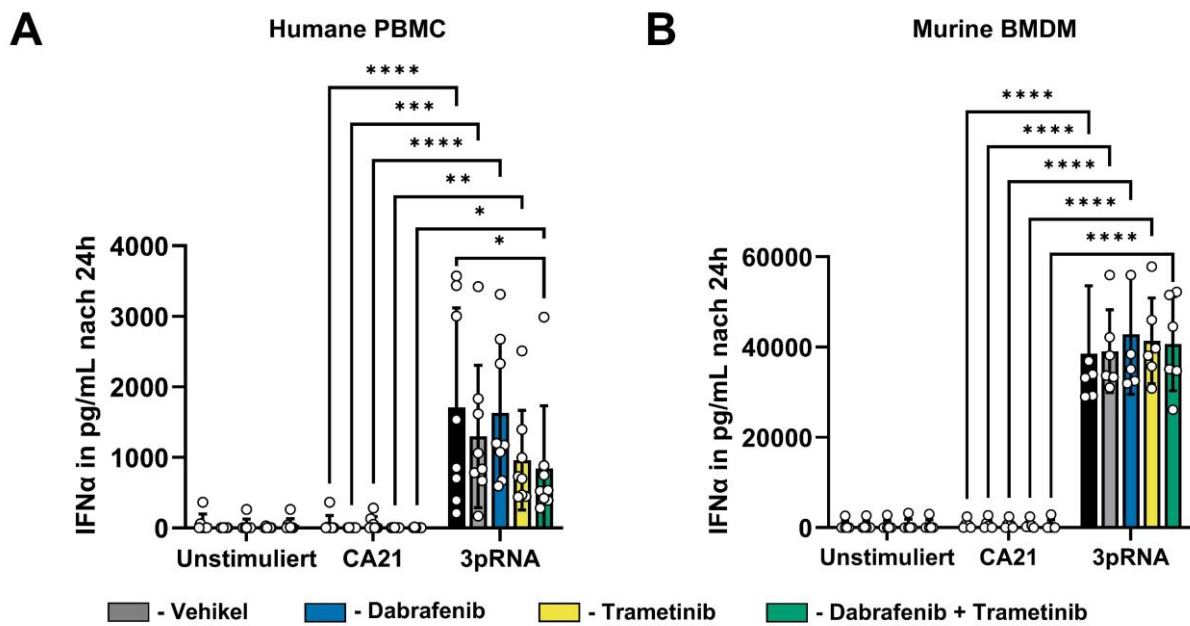 A
Humane PBMC
****
***
****
**
*
*
IFNα in pg/mL nach 24h
4000
3000
2000
1000
0
Unstimuliert
CA21
3pRNA
B
Murine BMDM
****
****
****
****
****
IFNα in pg/mL nach 24h
60000
40000
20000
0
Unstimuliert
CA21
3pRNA
- Vehikel
- Dabrafenib
- Trametinib
- Dabrafenib + Trametinib